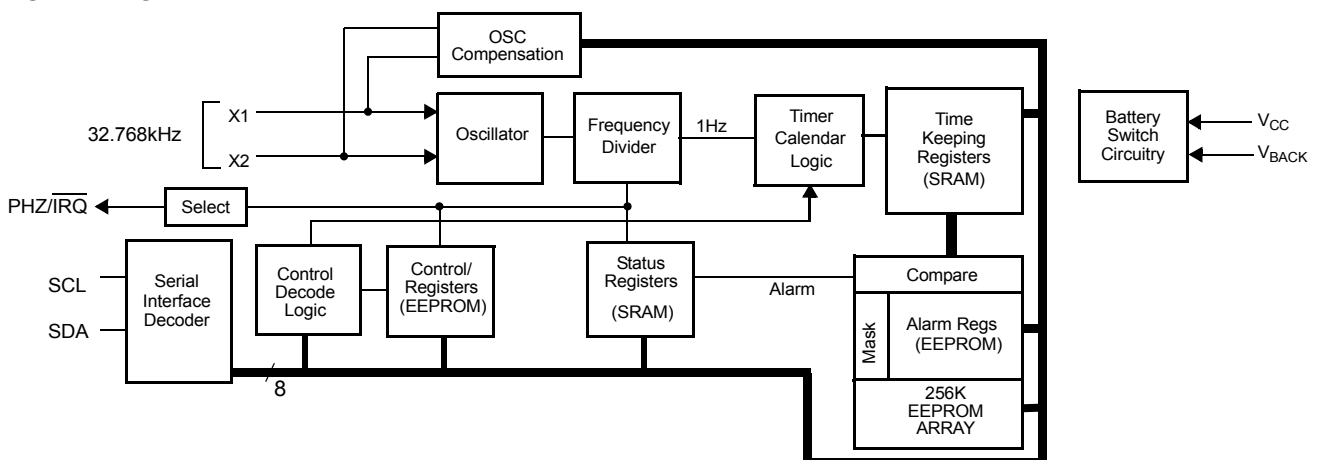 OSC
Compensation
32.768kHz
X1
X2
Oscillator
Frequency
Divider
1Hz
Timer
Calendar
Logic
Time
Keeping
Registers
(SRAM)
Battery
Switch
Circuitry
VCC
VBACK
PHZ/IRQ
Select
SCL
SDA
Serial
Interface
Decoder
Control
Decode
Logic
Control/
Registers
(EEPROM)
Status
Registers
(SRAM)
Alarm
Compare
Mask
Alarm Regs
(EEPROM)
256K
EEPROM
ARRAY
8